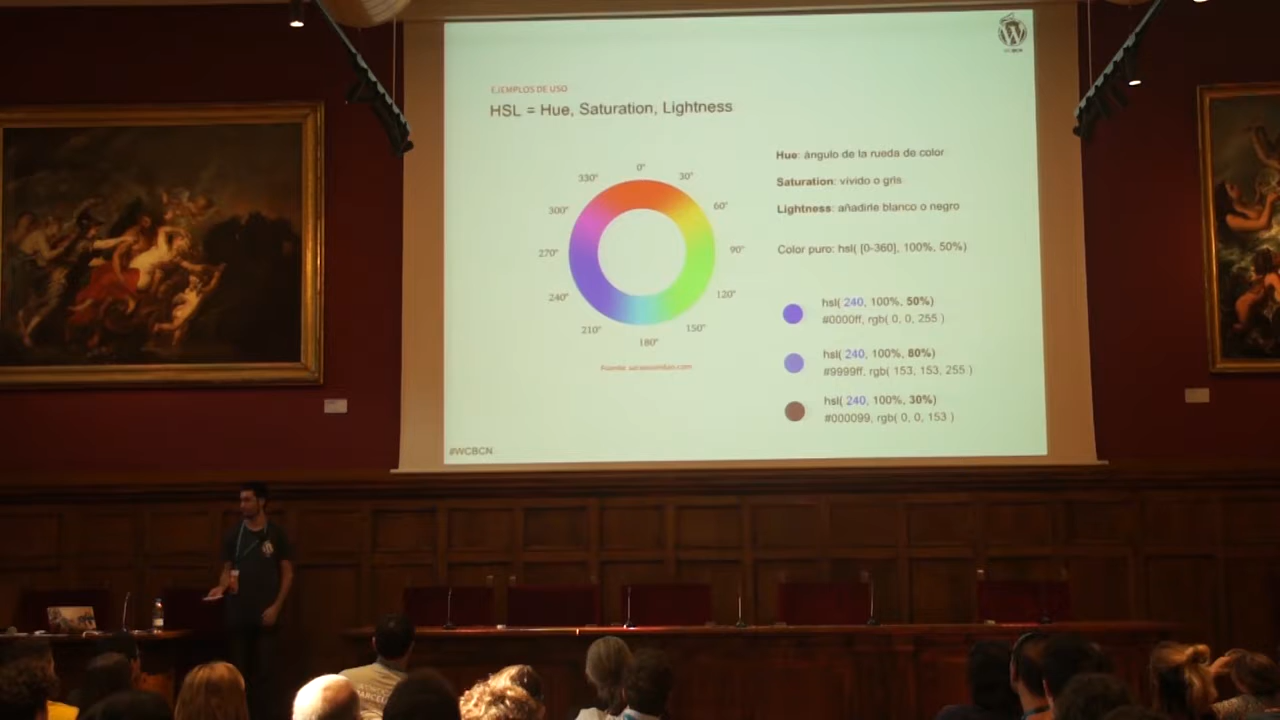 EJEMPLOS DE USO
HSL = Hue, Saturation, Lightness
0°
30°
60°
90°
120°
150°
180°
210°
240°
270°
300°
330°
Hue: ángulo de la rueda de color
Saturation: vívido o gris
Lightness: añadirle blanco o negro
Color puro: hsl( [0-360], 100%, 50%)
hsl( 240, 100%, 50%)
#0000ff, rgb( 0, 0, 255 )
hsl( 240, 100%, 80%)
#9999ff, rgb( 153, 153, 255 )
hsl( 240, 100%, 30%)
#000099, rgb( 0, 0, 153 )
Fuente:
#WCBCN